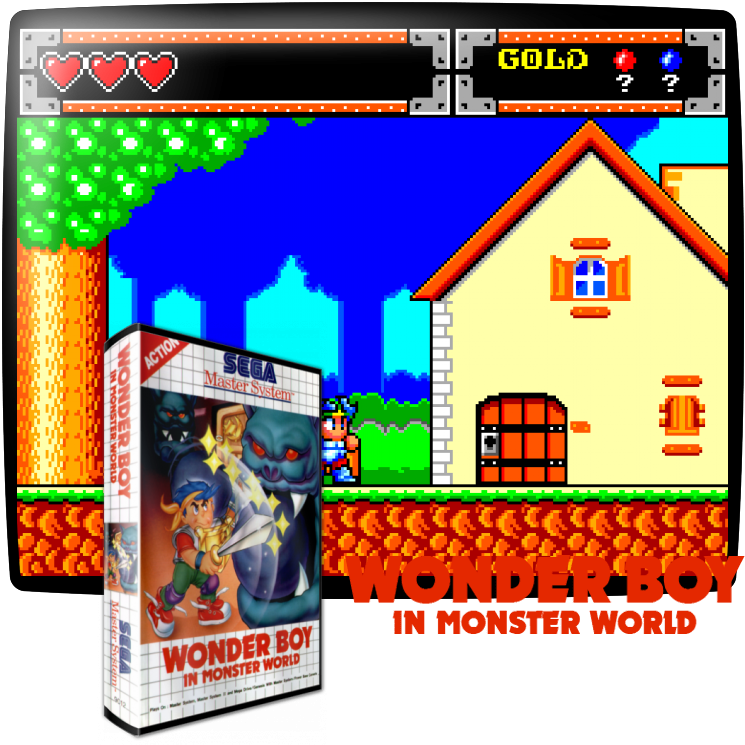 GOLD
? ?
ACTION
SEGA
Master System
WONDER BOY
IN MONSTER WORLD
SEGA
Master System
WONDER BOY
IN MONSTER WORLD
WONDER BOY
IN MONSTER WORLD